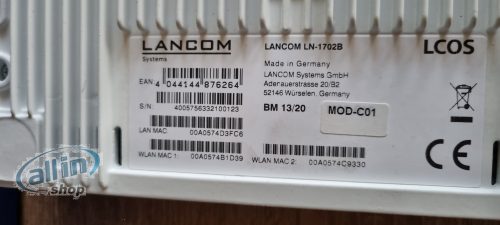 LANCOM
Systems
LANCOM LN-1702B
LCOS
Made in Germany
LANCOM Systems GmbH
Adenauerstrasse 20/B2
52146 Würselen, Germany
EAN: 4 044144 876264
S/N: 4005756332100123
BM 13/20
MOD-C01
LAN MAC: 00A0574D3FC6
WLAN MAC 1: 00A0574B1D39
WLAN MAC 2: 00A0574C9330
CE
allin
shop